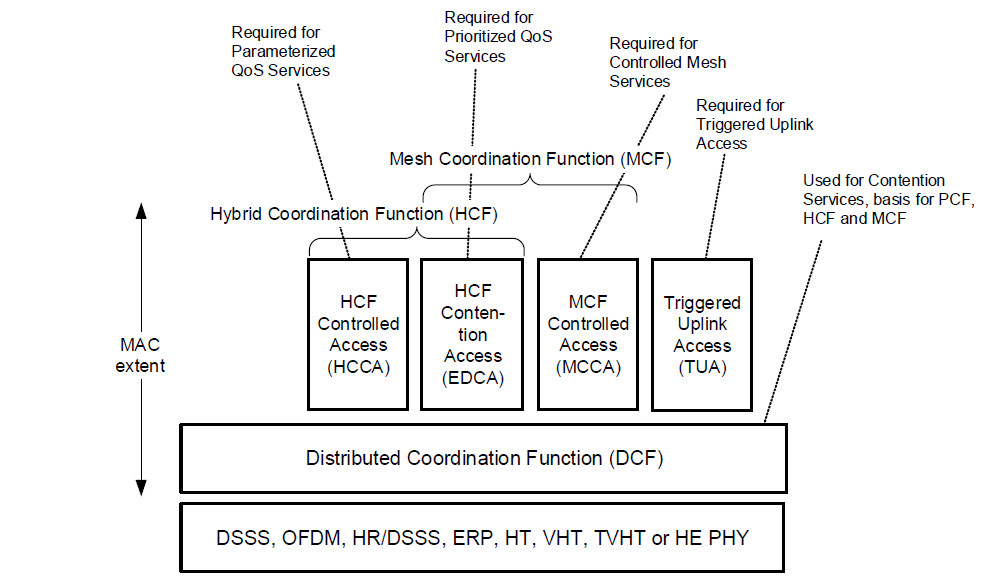 Required for
Parameterized
QoS Services
Required for
Prioritized QoS
Services
Required for
Controlled Mesh
Services
Required for
Triggered Uplink
Access
Mesh Coordination Function (MCF)
Used for Contention
Services, basis for PCF,
HCF and MCF
Hybrid Coordination Function (HCF)
MAC
extent
HCF
Controlled
Access
(HCCA)
HCF
Conten-
tion
Access
(EDCA)
MCF
Controlled
Access
(MCCA)
Triggered
Uplink
Access
(TUA)
Distributed Coordination Function (DCF)
DSSS, OFDM, HR/DSSS, ERP, HT, VHT, TVHT or HE PHY